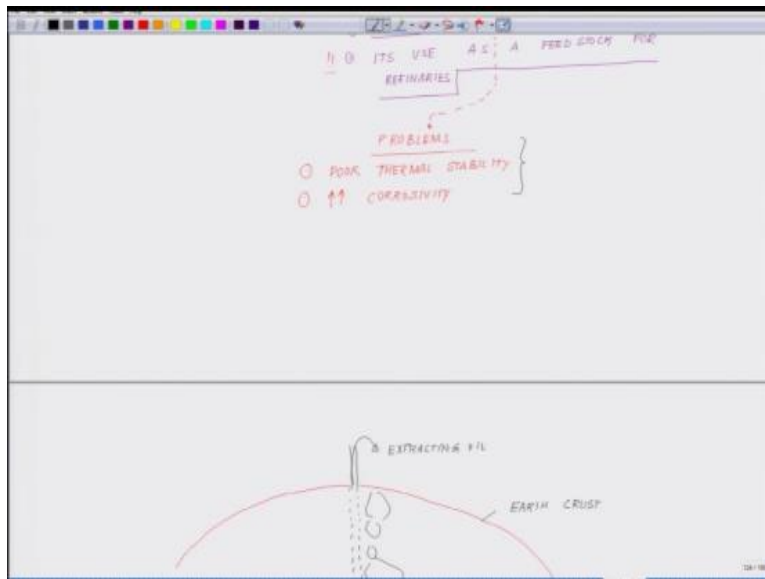 ITS USE AS A FEED STOCK FOR
REFINARIES
PROBLEMS
POOR THERMAL STABILITY
↑↑ CORROSIVITY
EXTRACTING OIL
EARTH CRUST